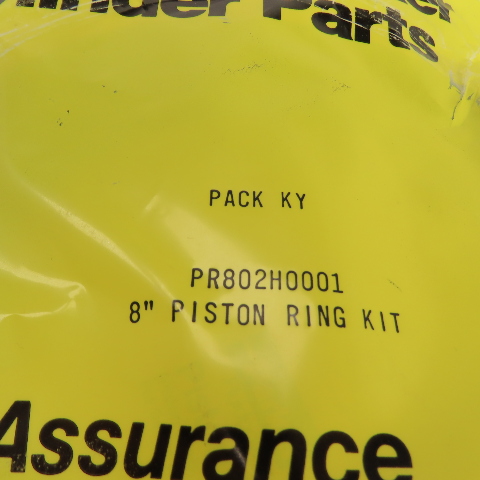 Parts
PACK KY
PR802H0001
8" PISTON RING KIT
Assurance